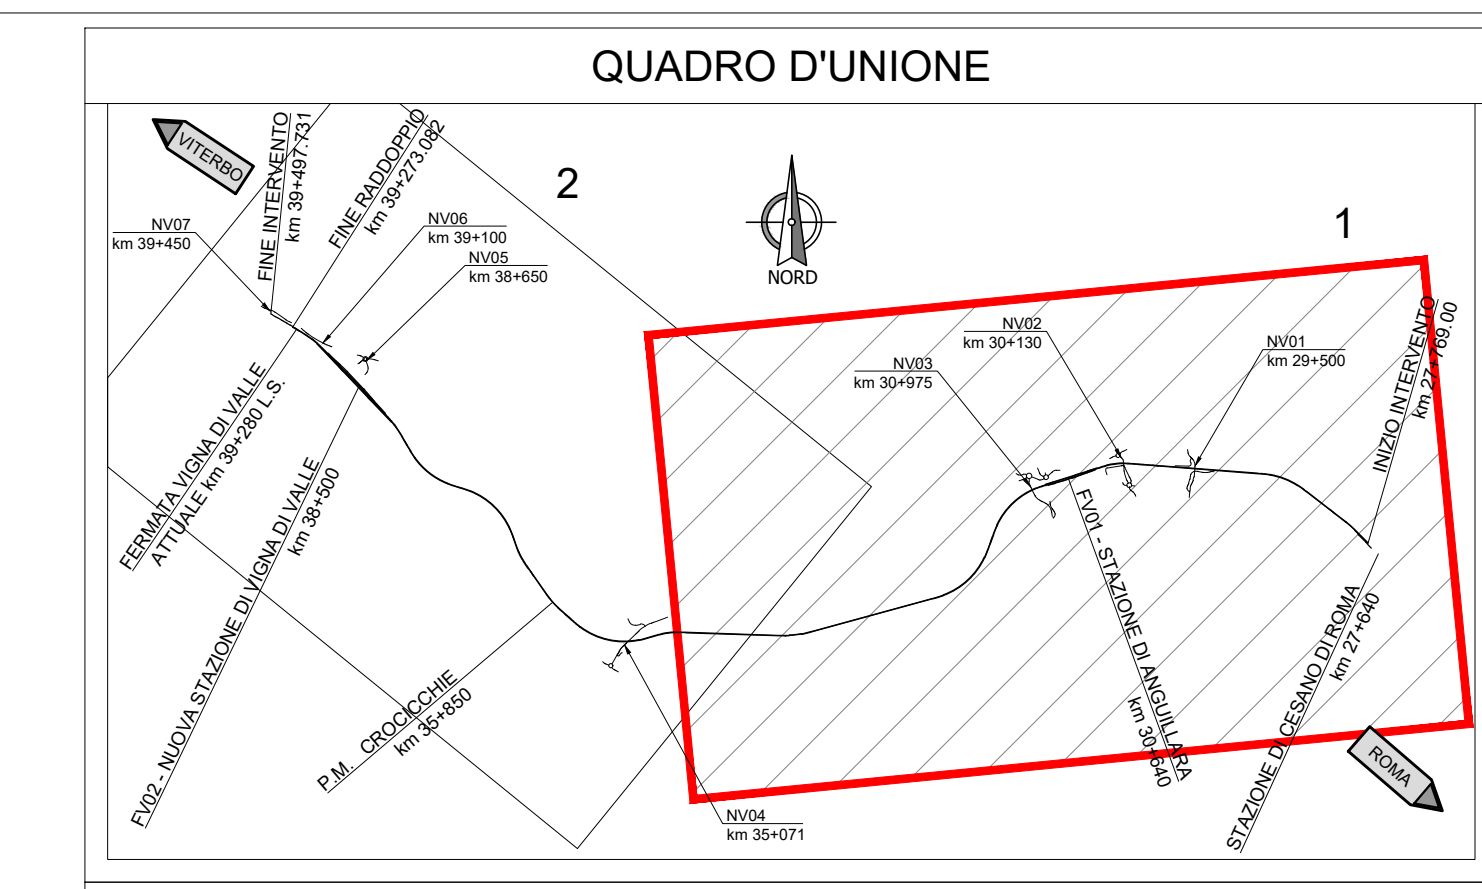 QUADRO D'UNIONE
VITERBO
FINE INTERVENTO
km 39+497.731
FINE RADDOPPIO
km 39+273.082
2
1
NV07
km 39+450
NV06
km 39+100
NV05
km 38+650
NORD
NV02
km 30+130
NV01
km 29+500
NV03
km 30+975
INIZIO INTERVENTO
km 27+769.00
FERMATA VIGNA DI VALLE
ATTUALE km 39+280 L.S.
FV02 - NUOVA STAZIONE DI VIGNA DI VALLE
km 38+500
P.M. CROCICCHIE
km 35+850
FV01 - STAZIONE DI ANGUILLARA
km 30+640
STAZIONE DI CESANO DI ROMA
km 27+640
ROMA
NV04
km 35+071